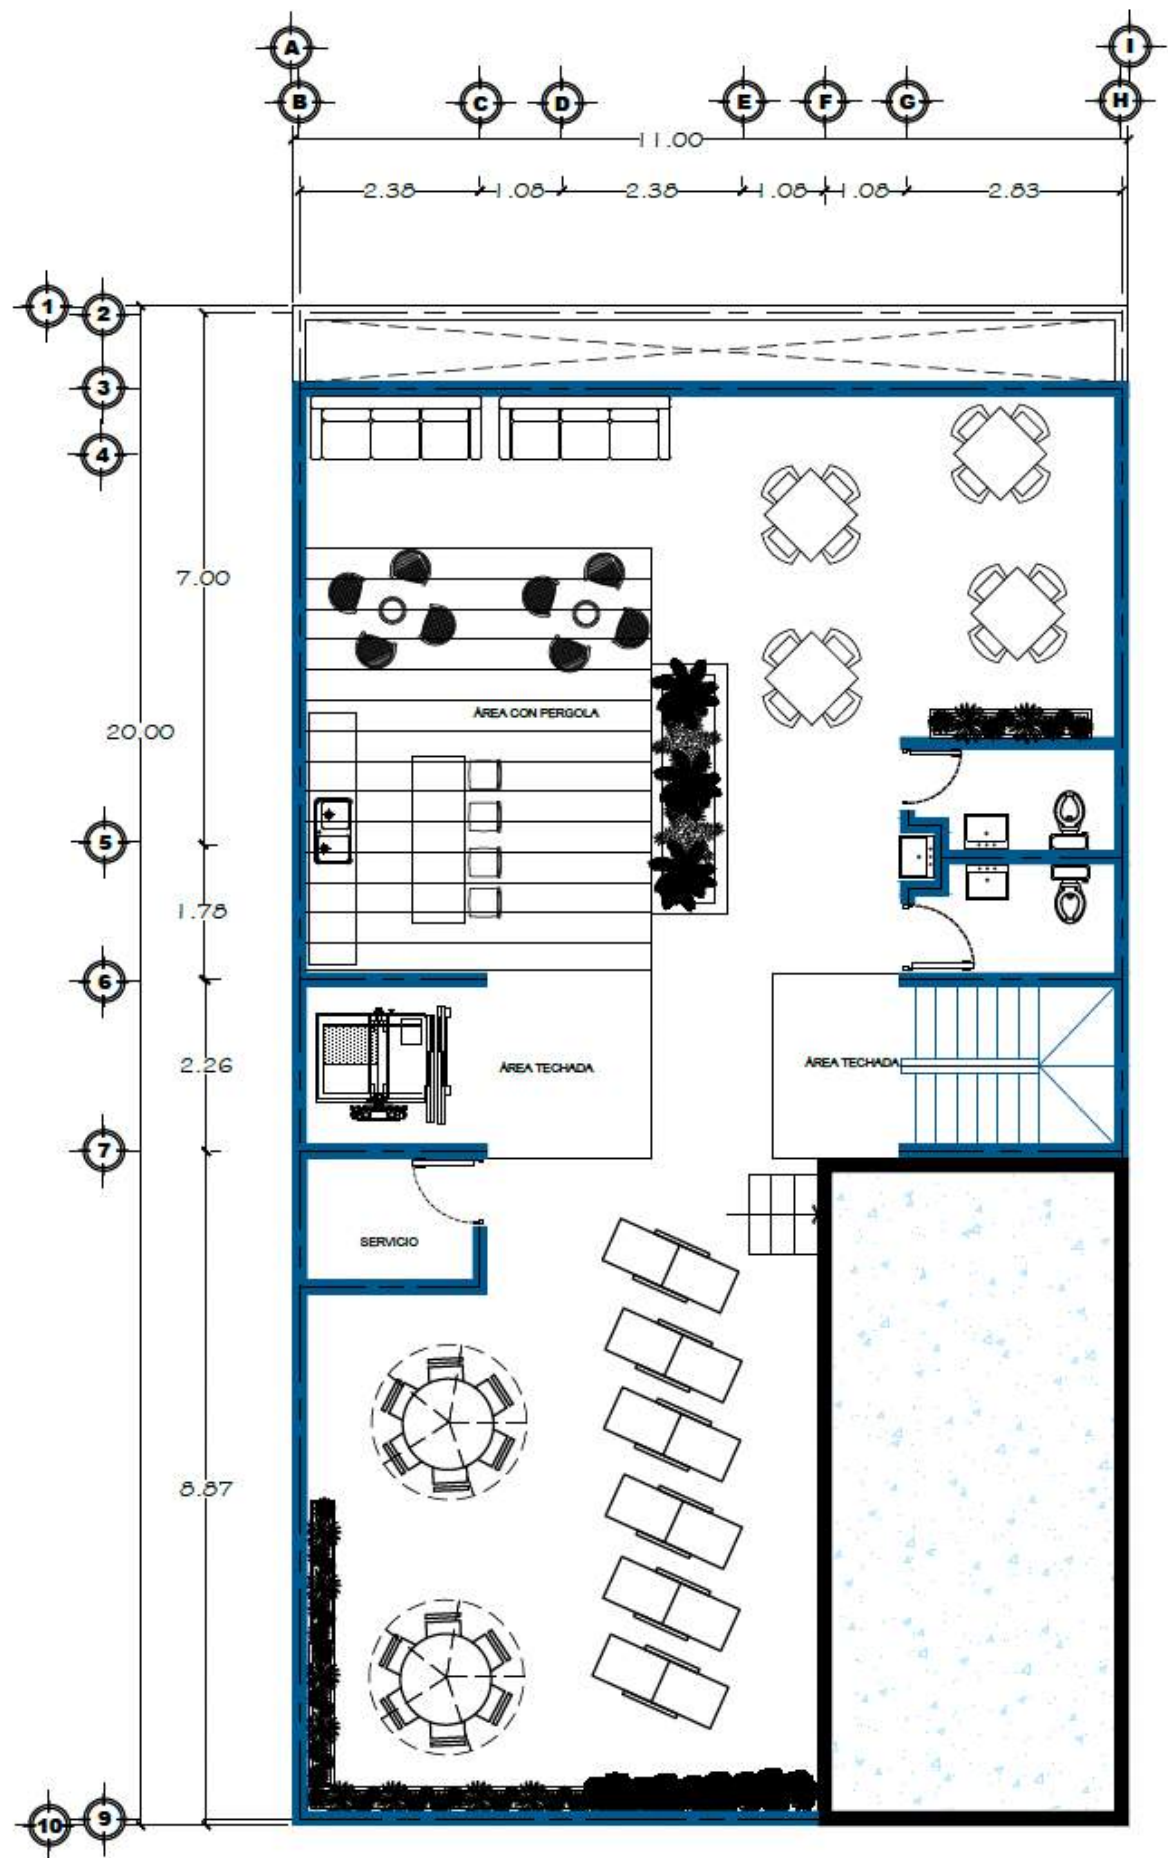 A
I
B
C
D
E
F
G
H
11.00
2.38
1.08
2.38
1.08
1.08
2.83
1
2
3
4
7.00
ÁREA CON PERGOLA
20.00
5
1.78
6
2.26
ÁREA TECHADA
ÁREA TECHADA
7
SERVICIO
8.87
10
9